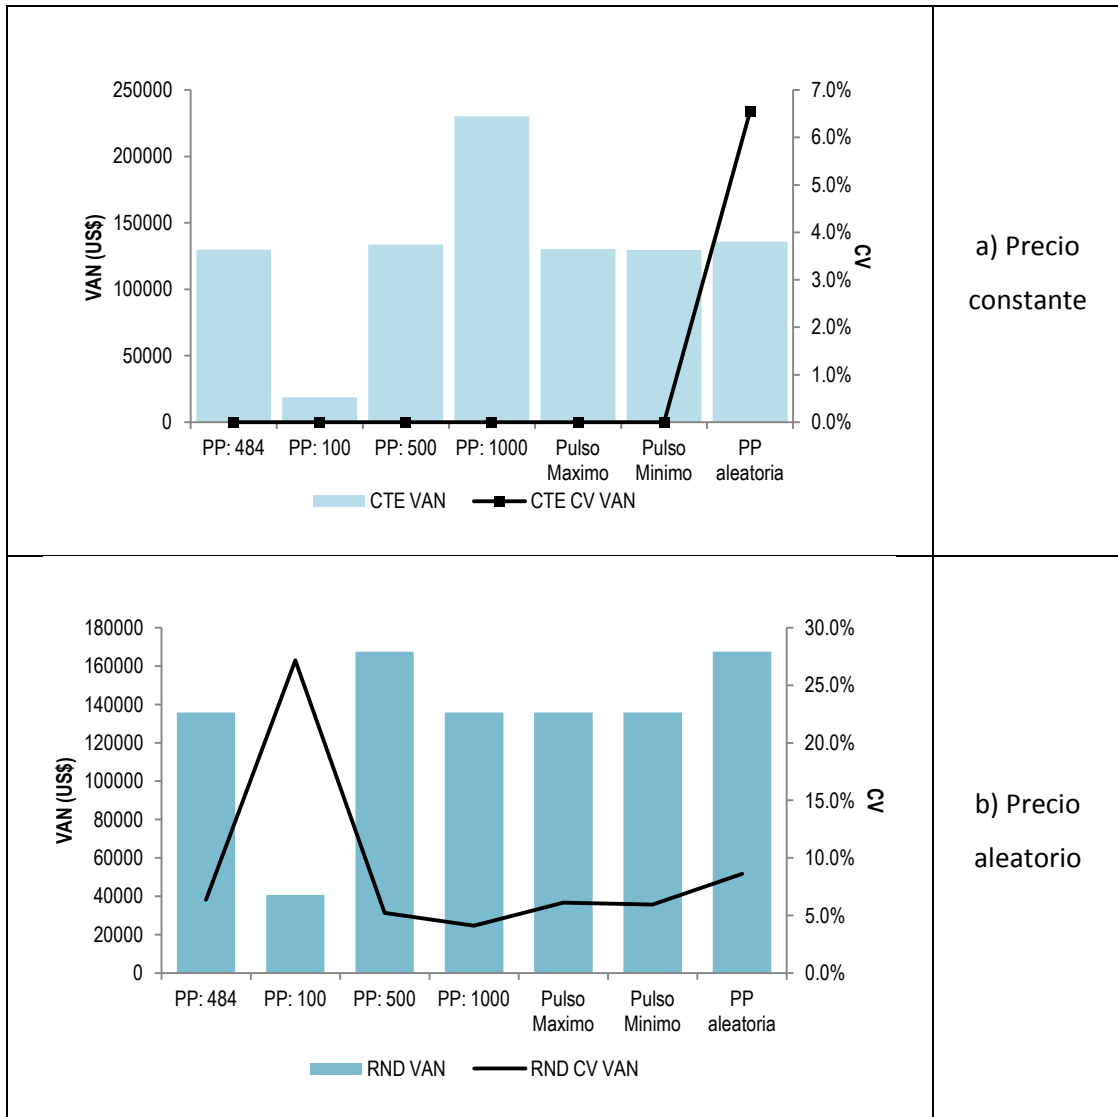 250000
200000
150000
100000
50000
0
VAN (US$)
7.0%
6.0%
5.0%
4.0%
3.0%
2.0%
1.0%
0.0%
CV
PP: 484 PP: 100 PP: 500 PP: 1000 Pulso Maximo Pulso Minimo PP aleatoria
CTE VAN CTE CV VAN
a) Precio
constante
180000
160000
140000
120000
100000
80000
60000
40000
20000
0
VAN (US$)
30.0%
25.0%
20.0%
15.0%
10.0%
5.0%
0.0%
CV
PP: 484 PP: 100 PP: 500 PP: 1000 Pulso Maximo Pulso Minimo PP aleatoria
RND VAN RND CV VAN
b) Precio
aleatorio